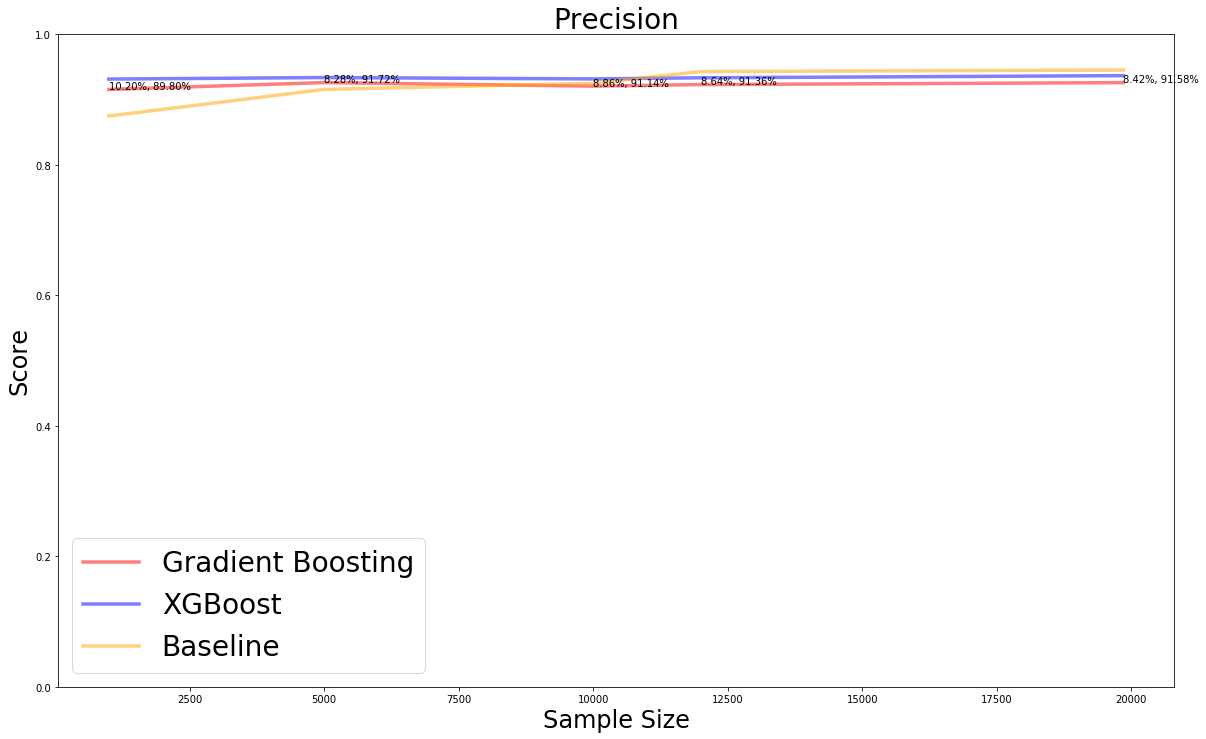 Precision
1.0
0.8
0.6
0.4
0.2
0.0
Score
10.20%, 89.80%
8.28%, 91.72%
8.86%, 91.14%
8.64%, 91.36%
8.42%, 91.58%
Gradient Boosting
XGBoost
Baseline
2500 5000 7500 10000 12500 15000 17500 20000
Sample Size